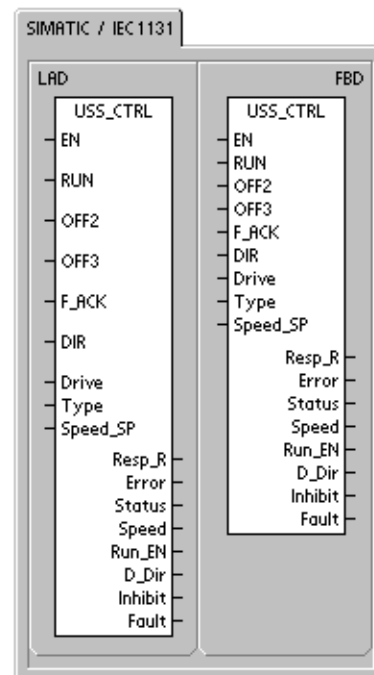 SIMATIC / IEC1131
LAD
USS_CTRL
EN
RUN
OFF2
OFF3
F_ACK
DIR
Drive
Type
Speed_SP
Resp_R
Error
Status
Speed
Run_EN
D_Dir
Inhibit
Fault
FBD
USS_CTRL
EN
RUN
OFF2
OFF3
F_ACK
DIR
Drive
Type
Speed_SP
Resp_R
Error
Status
Speed
Run_EN
D_Dir
Inhibit
Fault